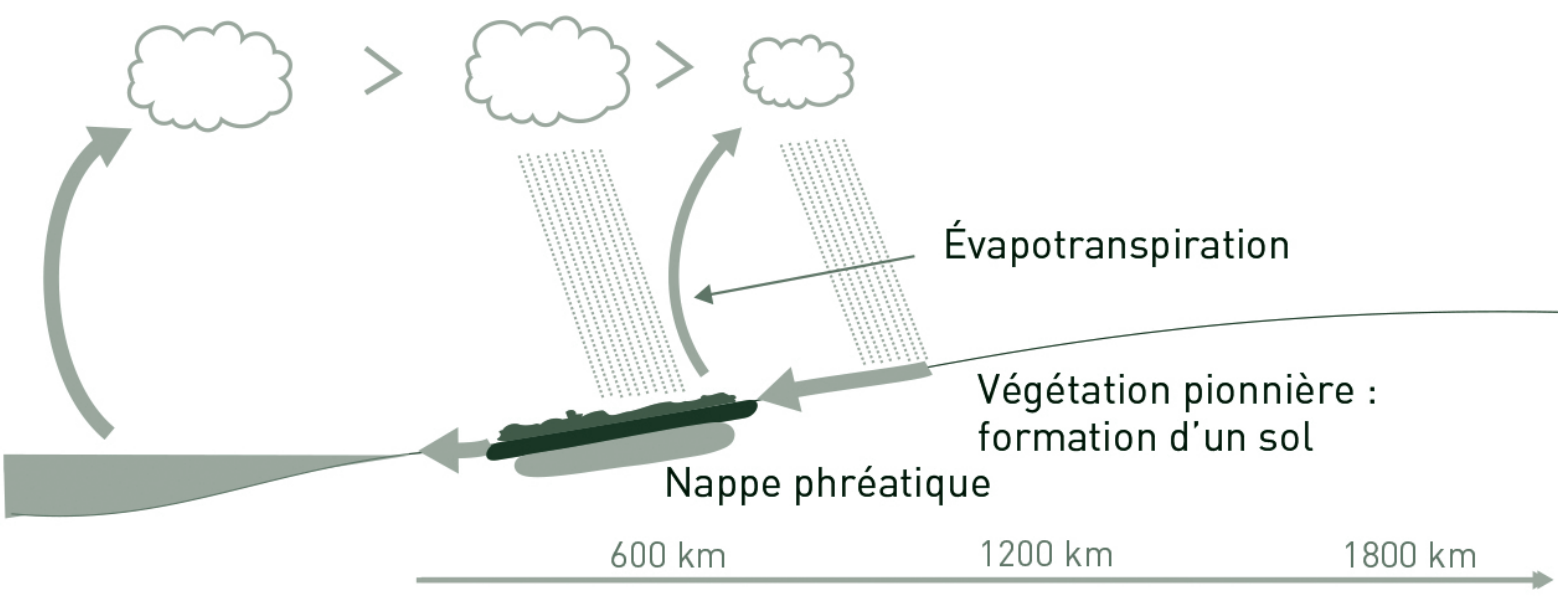 Évapotranspiration
Végétation pionnière :
formation d'un sol
Nappe phréatique
600 km
1200 km
1800 km